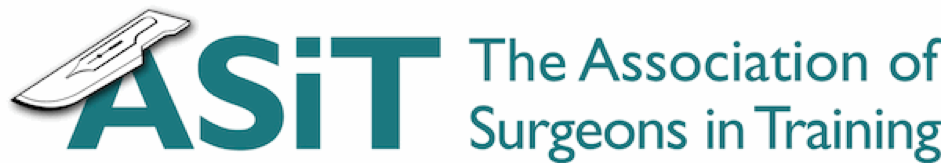 ASiT
The Association of
Surgeons in Training